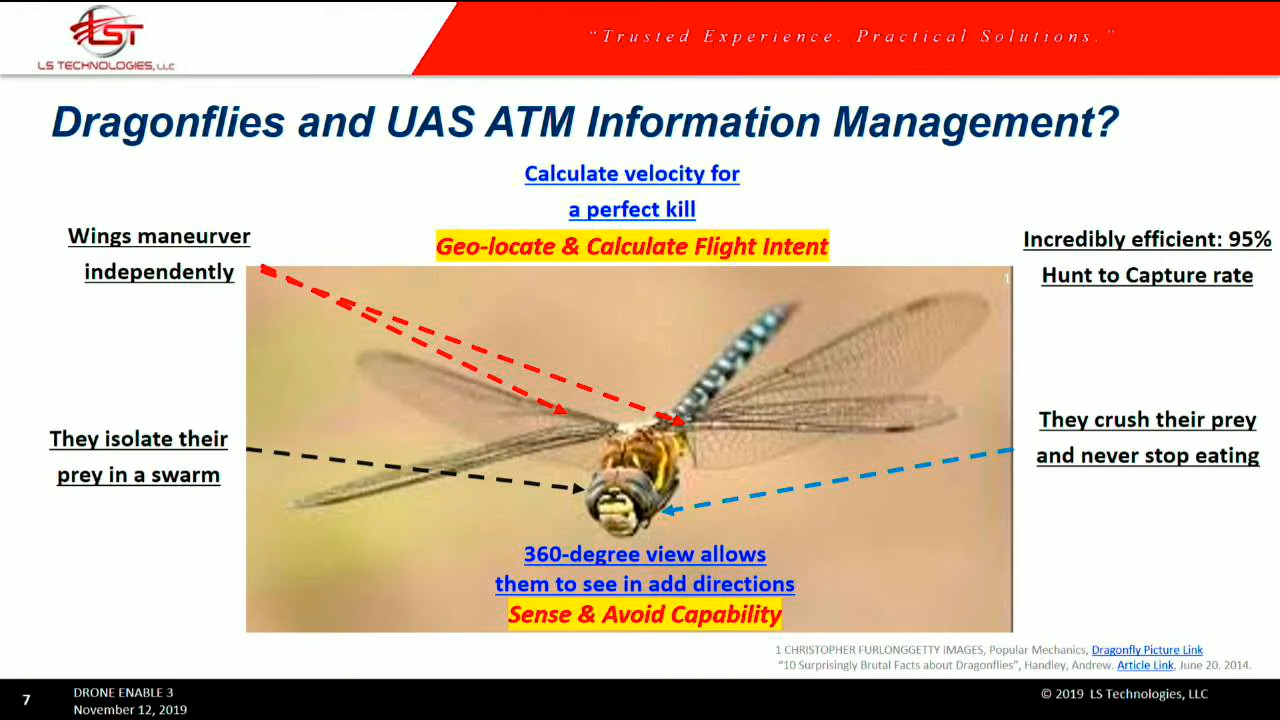 LST
LS TECHNOLOGIES, LLC
“Trusted Experience. Practical Solutions.”
Dragonflies and UAS ATM Information Management?
Calculate velocity for
a perfect kill
Geo-locate & Calculate Flight Intent
Wings maneurver
independently
Incredibly efficient: 95%
Hunt to Capture rate
1
They isolate their
prey in a swarm
They crush their prey
and never stop eating
360-degree view allows
them to see in add directions
Sense & Avoid Capability
1 CHRISTOPHER FURLONGGETTY IMAGES, Popular Mechanics, Dragonfly Picture Link
“10 Surprisingly Brutal Facts about Dragonflies”, Handley, Andrew. Article Link, June 20. 2014.
7
DRONE ENABLE 3
November 12, 2019
© 2019 LS Technologies, LLC